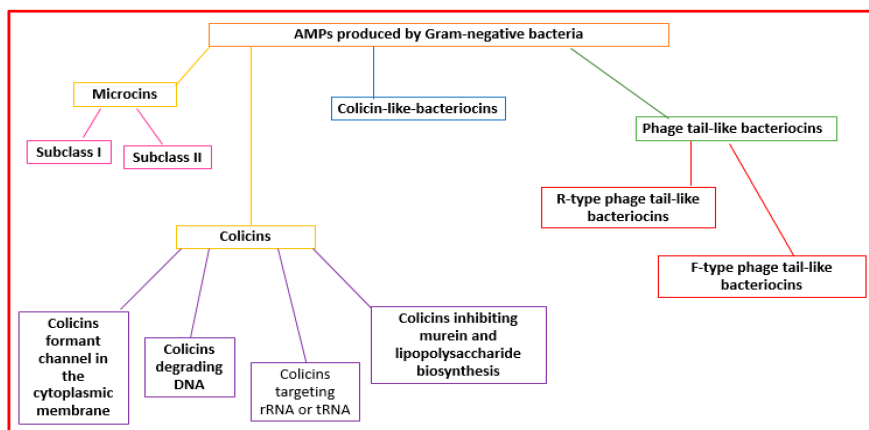 AMPs produced by Gram-negative bacteria
Microcins
Colicin-like-bacteriocins
Phage tail-like bacteriocins
Subclass I
Subclass II
R-type phage tail-like
bacteriocins
Colicins
F-type phage tail-like
bacteriocins
Colicins
formant
channel in
the
cytoplasmic
membrane
Colicins
degrading
DNA
Colicins
targeting
rRNA or tRNA
Colicins inhibiting
murein and
lipopolysaccharide
biosynthesis